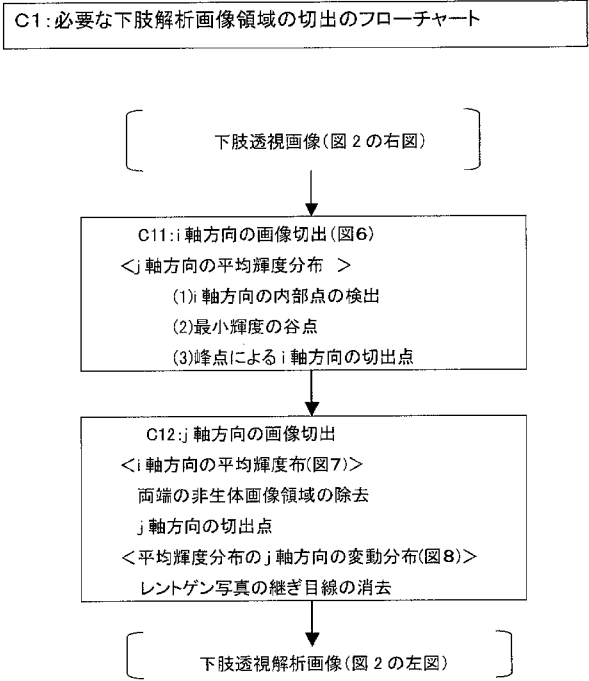 C1:必要な下肢解析画像領域の切出のフローチャート
下肢透視画像(図2の右図)
C11:i軸方向の画像切出(図6)
<j軸方向の平均輝度分布 >
(1)i軸方向の内部点の検出
(2)最小輝度の谷点
(3)峰点によるi軸方向の切出点
C12:j軸方向の画像切出
<i軸方向の平均輝度布(図7)>
両端の非生体画像領域の除去
j軸方向の切出点
<平均輝度分布のj軸方向の変動分布(図8)>
レントゲン写真の継ぎ目線の消去
下肢透視解析画像(図2の左図)